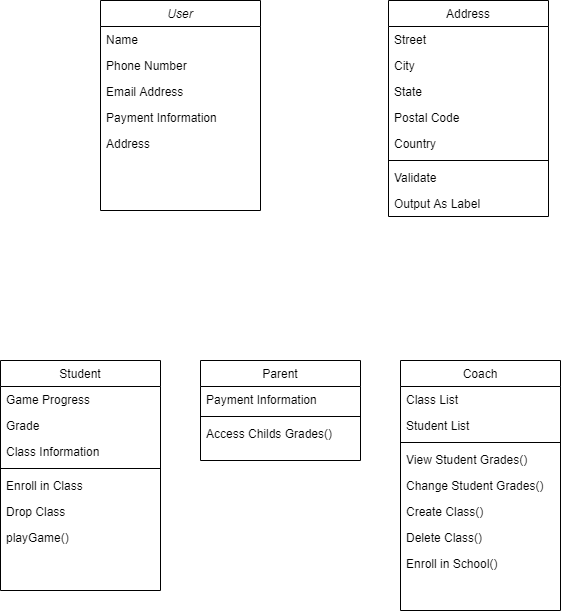 User
Name
Phone Number
Email Address
Payment Information
Address
Address
Street
City
State
Postal Code
Country
Validate
Output As Label
Student
Game Progress
Grade
Class Information
Enroll in Class
Drop Class
playGame()
Parent
Payment Information
Access Childs Grades()
Coach
Class List
Student List
View Student Grades()
Change Student Grades()
Create Class()
Delete Class()
Enroll in School()